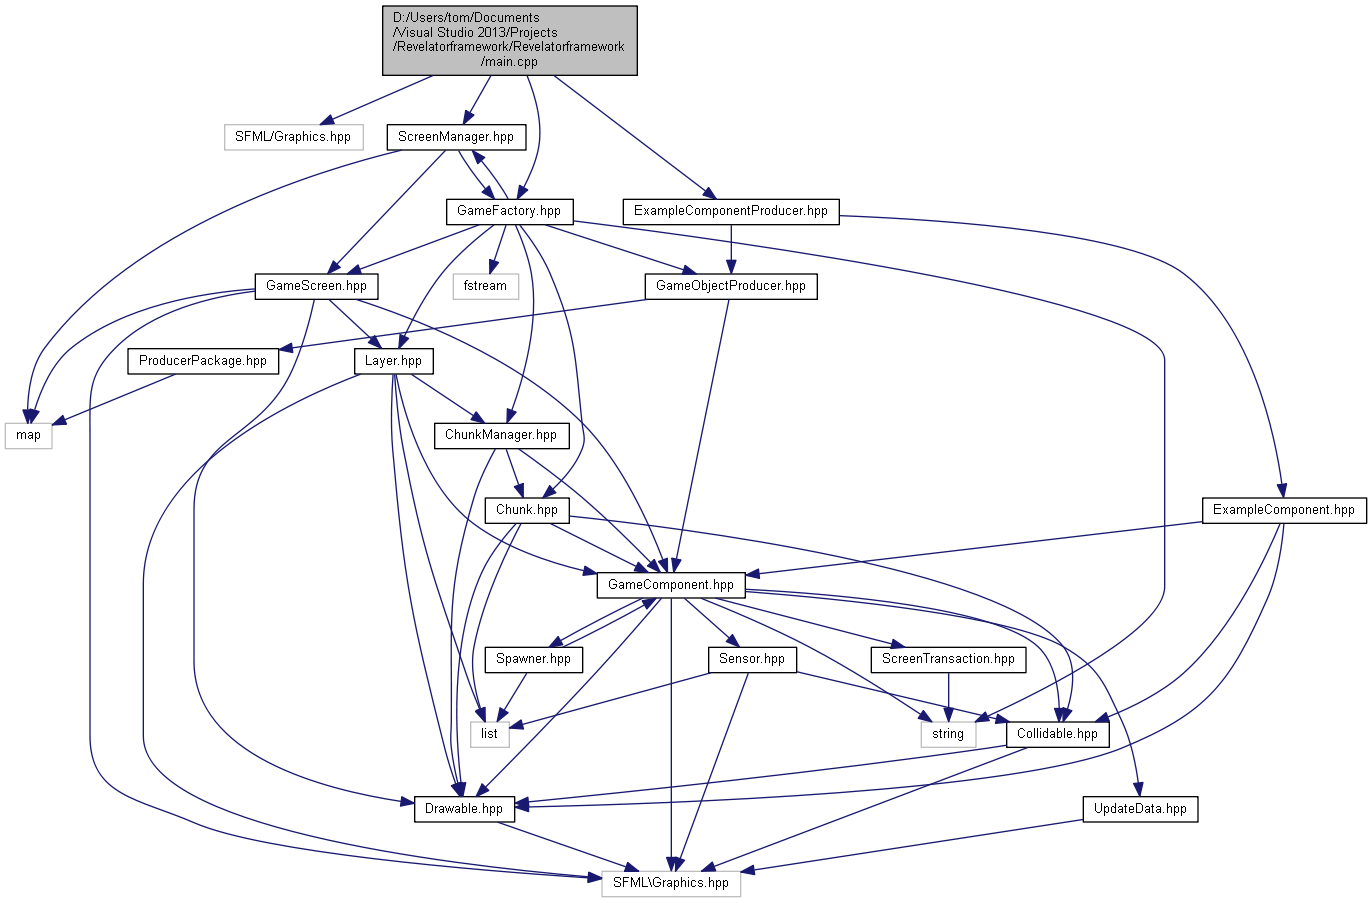 D:/Users/tom/Documents
/Visual Studio 2013/Projects
/Revelatorframework/Revelatorframework
/main.cpp
SFML/Graphics.hpp
ScreenManager.hpp
GameFactory.hpp
ExampleComponentProducer.hpp
GameScreen.hpp
fstream
GameObjectProducer.hpp
ProducerPackage.hpp
Layer.hpp
map
ChunkManager.hpp
Chunk.hpp
ExampleComponent.hpp
GameComponent.hpp
Spawner.hpp
Sensor.hpp
ScreenTransaction.hpp
list
string
Collidable.hpp
Drawable.hpp
UpdateData.hpp
SFML\Graphics.hpp